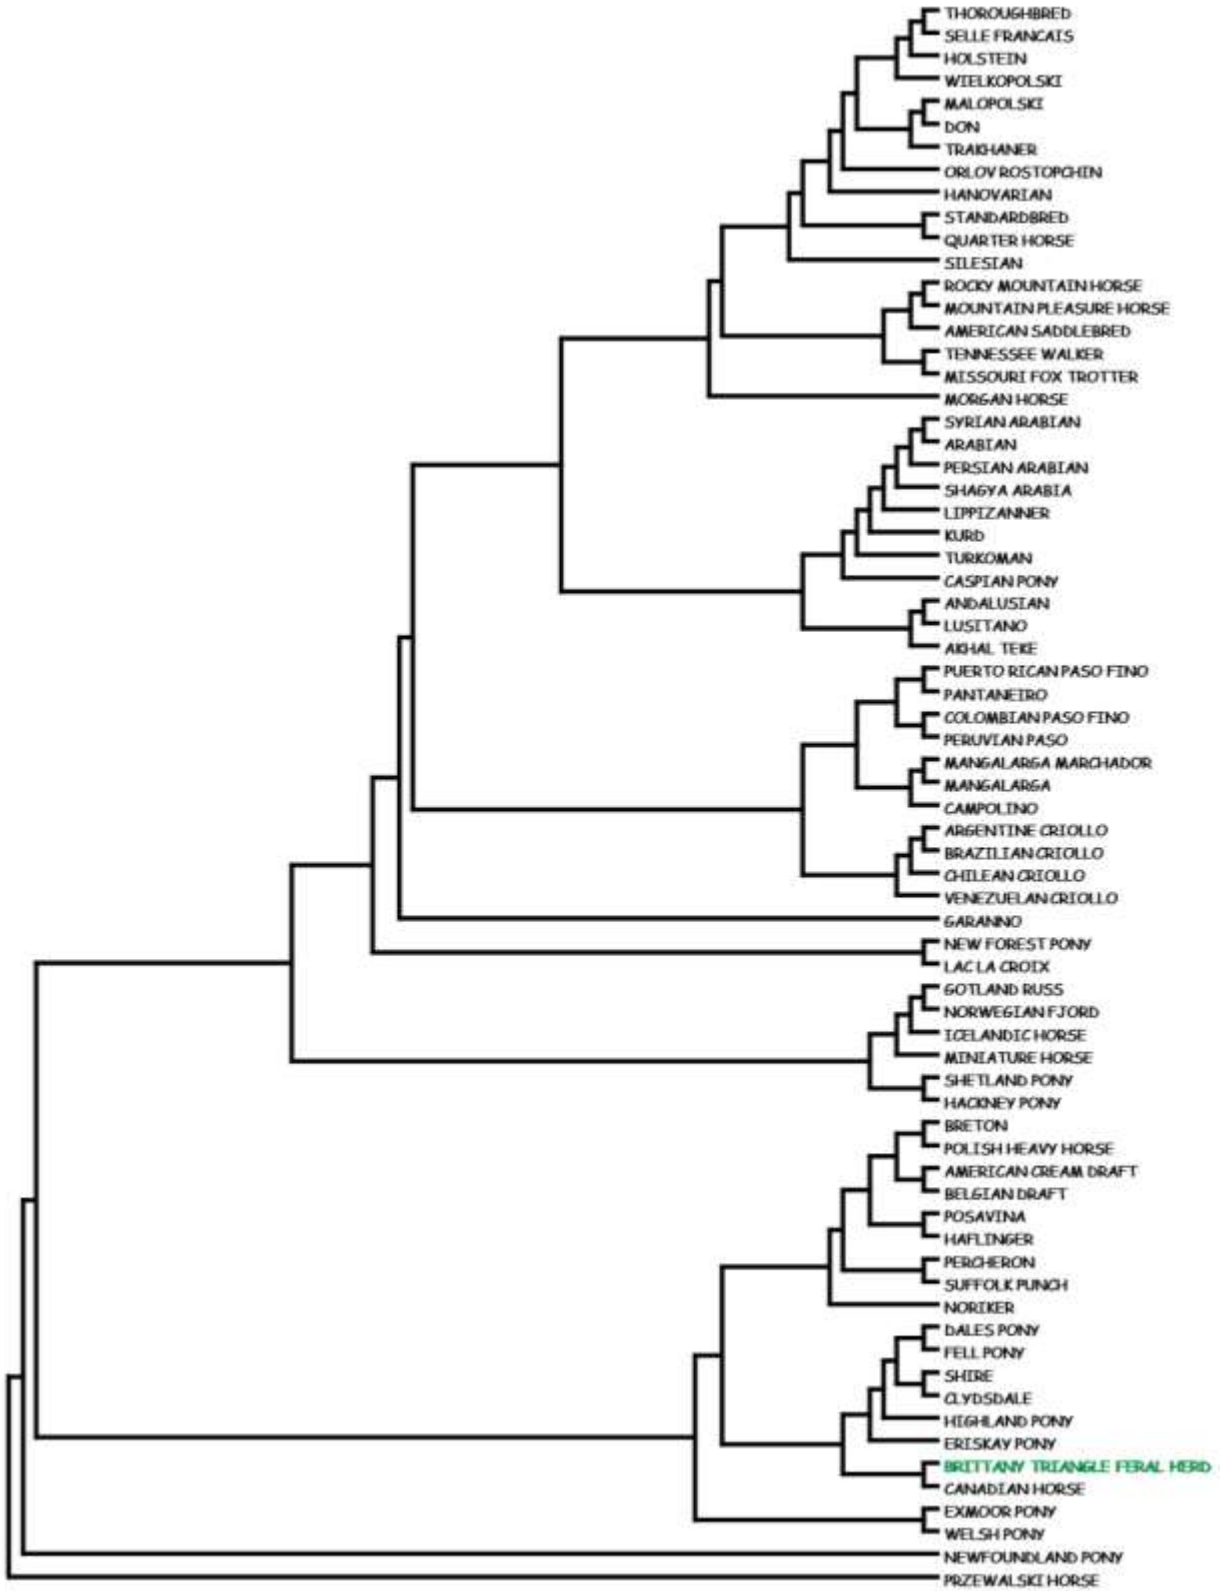 THOROUGHBRED
SELLE FRANCAIS
HOLSTEIN
WIELKOPOLSKI
MALOPOLSKI
DON
TRAKHANER
ORLOV ROSTOPCHIN
HANOVARIAN
STANDARDBRED
QUARTER HORSE
SILESIAN
ROCKY MOUNTAIN HORSE
MOUNTAIN PLEASURE HORSE
AMERICAN SADDLEBRED
TENNESSEE WALKER
MISSOURI FOX TROTTER
MORGAN HORSE
SYRIAN ARABIAN
ARABIAN
PERSIAN ARABIAN
SHAGYA ARABIA
LIPPIZANNER
KURD
TURKOMAN
CASPIAN PONY
ANDALUSIAN
LUSITANO
AKHAL TEKE
PUERTO RICAN PASO FINO
PANTANEIRO
COLOMBIAN PASO FINO
PERUVIAN PASO
MANGALARGA MARCHADOR
MANGALARGA
CAMPOLINO
ARGENTINE CRIOLLO
BRAZILIAN CRIOLLO
CHILEAN CRIOLLO
VENEZUELAN CRIOLLO
GARANNO
NEW FOREST PONY
LAC LA CROIX
GOTLAND RUSS
NORWEGIAN FJORD
ICELANDIC HORSE
MINIATURE HORSE
SHETLAND PONY
HACKNEY PONY
BRETON
POLISH HEAVY HORSE
AMERICAN CREAM DRAFT
BELGIAN DRAFT
POSAVINA
HAFLINGER
PERCHERON
SUFFOLK PUNCH
NORIKER
DALES PONY
FELL PONY
SHIRE
CLYDSDALE
HIGHLAND PONY
ERISKAY PONY
BRITTANY TRIANGLE FERAL HERD
CANADIAN HORSE
EXMOOR PONY
WELSH PONY
NEWFOUNDLAND PONY
PRZEWALSKI HORSE